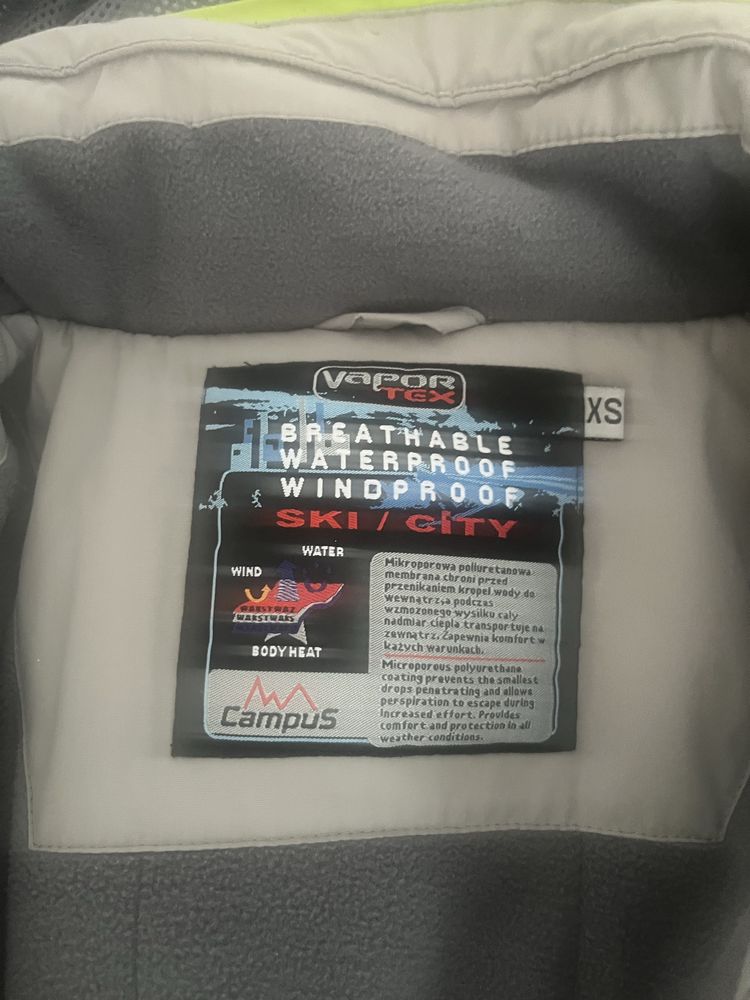 VAPOR
TEX
XS
BREATHABLE
WATERPROOF
WINDPROOF
SKI / CITY
WATER
WIND
BODYHEAT
CAMPUS
Mikroporowa poliuretanowa
membrana chroni przed
przenikaniem kropel wody do
wewnątrz,a podczas
wzmożonego wysiłku cały
nadmiar ciepła transportuje na
zewnątrz. Zapewnia komfort w
każych warunkach.
Microporous polyurethane
coating prevents the smallest
drops penetrating and allows
perspiration to escape during
increased effort. Provides
comfort and protection in all
weather conditions.